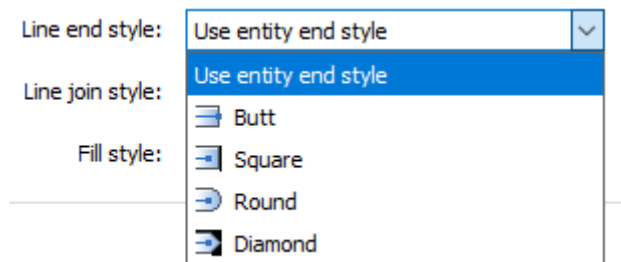 Line end style: Use entity end style
Use entity end style
Line join style:
Butt
Fill style:
Square
Round
Diamond